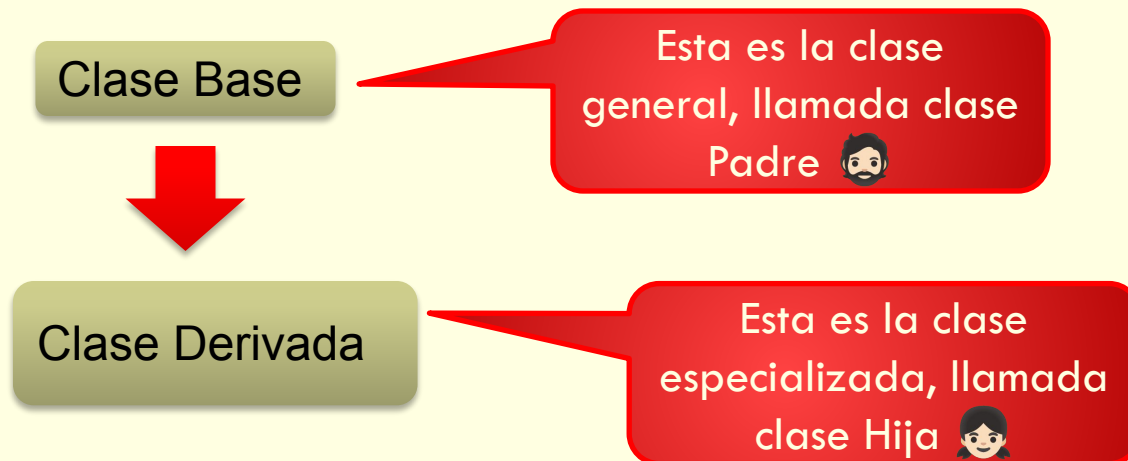 Clase Base
Esta es la clase
general, llamada clase
Padre 🧔🏻
Clase Derivada
Esta es la clase
especializada, llamada
clase Hija 👧🏻